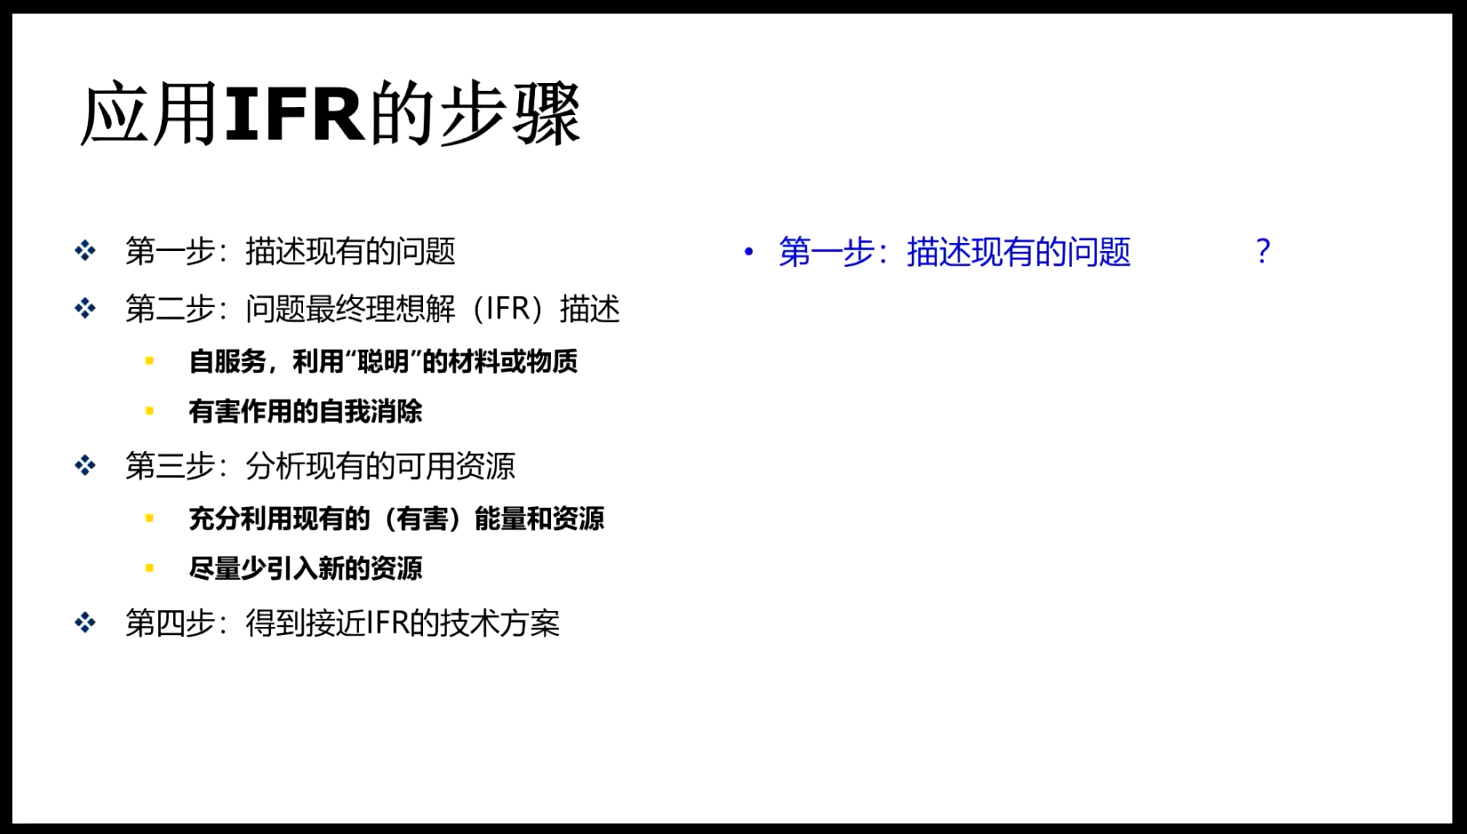 应用IFR的步骤
第一步：描述现有的问题
第二步：问题最终理想解（IFR）描述
自服务，利用“聪明”的材料或物质
有害作用的自我消除
第三步：分析现有的可用资源
充分利用现有的（有害）能量和资源
尽量少引入新的资源
第四步：得到接近IFR的技术方案
第一步：描述现有的问题 ？